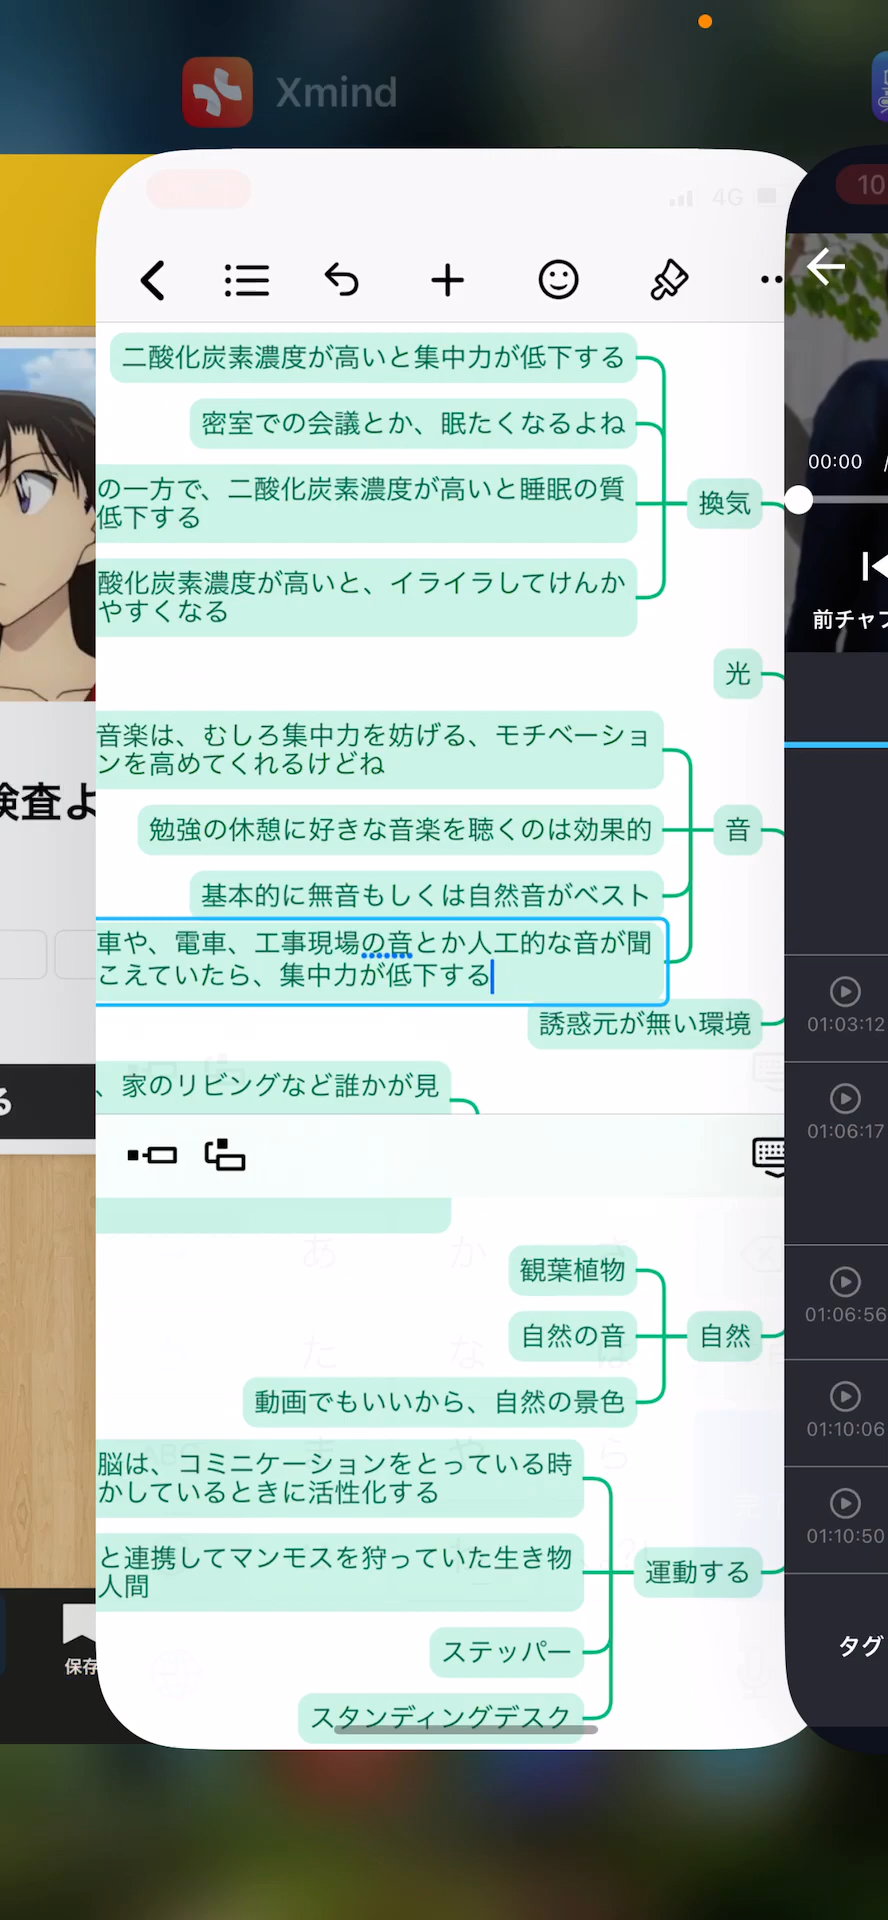 Xmind
4G
10
二酸化炭素濃度が高いと集中力が低下する
密室での会議とか、眠たくなるよね
の一方で、二酸化炭素濃度が高いと睡眠の質
低下する
換気
酸化炭素濃度が高いと、イライラしてけんか
やすくなる
光
音楽は、むしろ集中力を妨げる、モチベーショ
ンを高めてくれるけどね
勉強の休憩に好きな音楽を聴くのは効果的
音
基本的に無音もしくは自然音がベスト
車や、電車、工事現場の音とか人工的な音が聞
こえていたら、集中力が低下する
誘惑元が無い環境
、家のリビングなど誰かが見
観葉植物
自然の音
自然
動画でもいいから、自然の景色
脳は、コミニケーションをとっている時
かしているときに活性化する
と連携してマンモスを狩っていた生き物
人間
運動する
ステッパー
スタンディングデスク
検査よ
る
保存
00:00
前チャプ
01:03:12
01:06:17
01:06:56
01:10:06
01:10:50
タグ